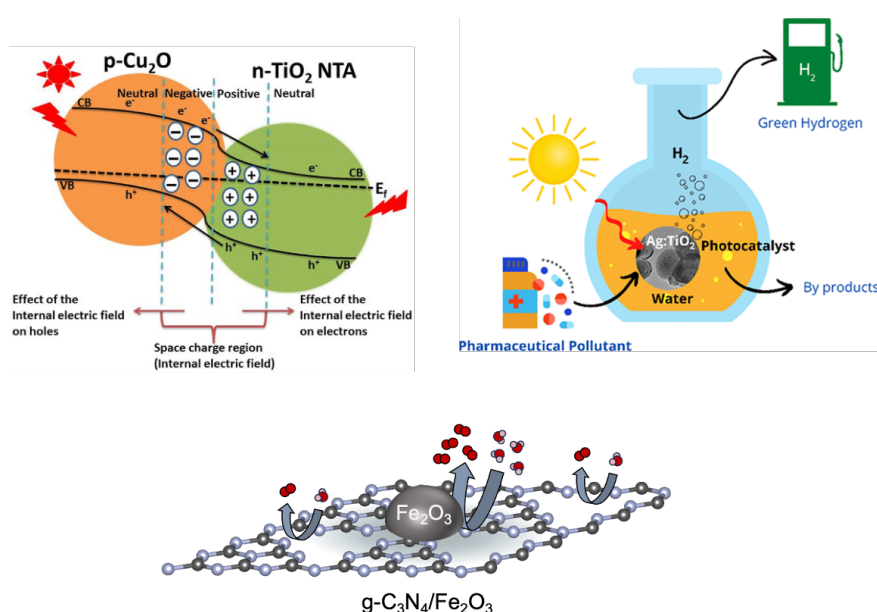 p-Cu₂O
n-TiO₂ NTA
Neutral Negative Positive Neutral
CB e⁻ e⁻ e⁻ e⁻ CB
E_f
VB h⁺ h⁺ h⁺ h⁺ VB
Effect of the
Internal electric field
on holes
Effect of the
Internal electric field
on electrons
Space charge region
(Internal electric field)
H₂
Green Hydrogen
H₂
Ag:TiO₂
Photocatalyst
Water
By products
Pharmaceutical Pollutant
Fe₂O₃
g-C₃N₄/Fe₂O₃